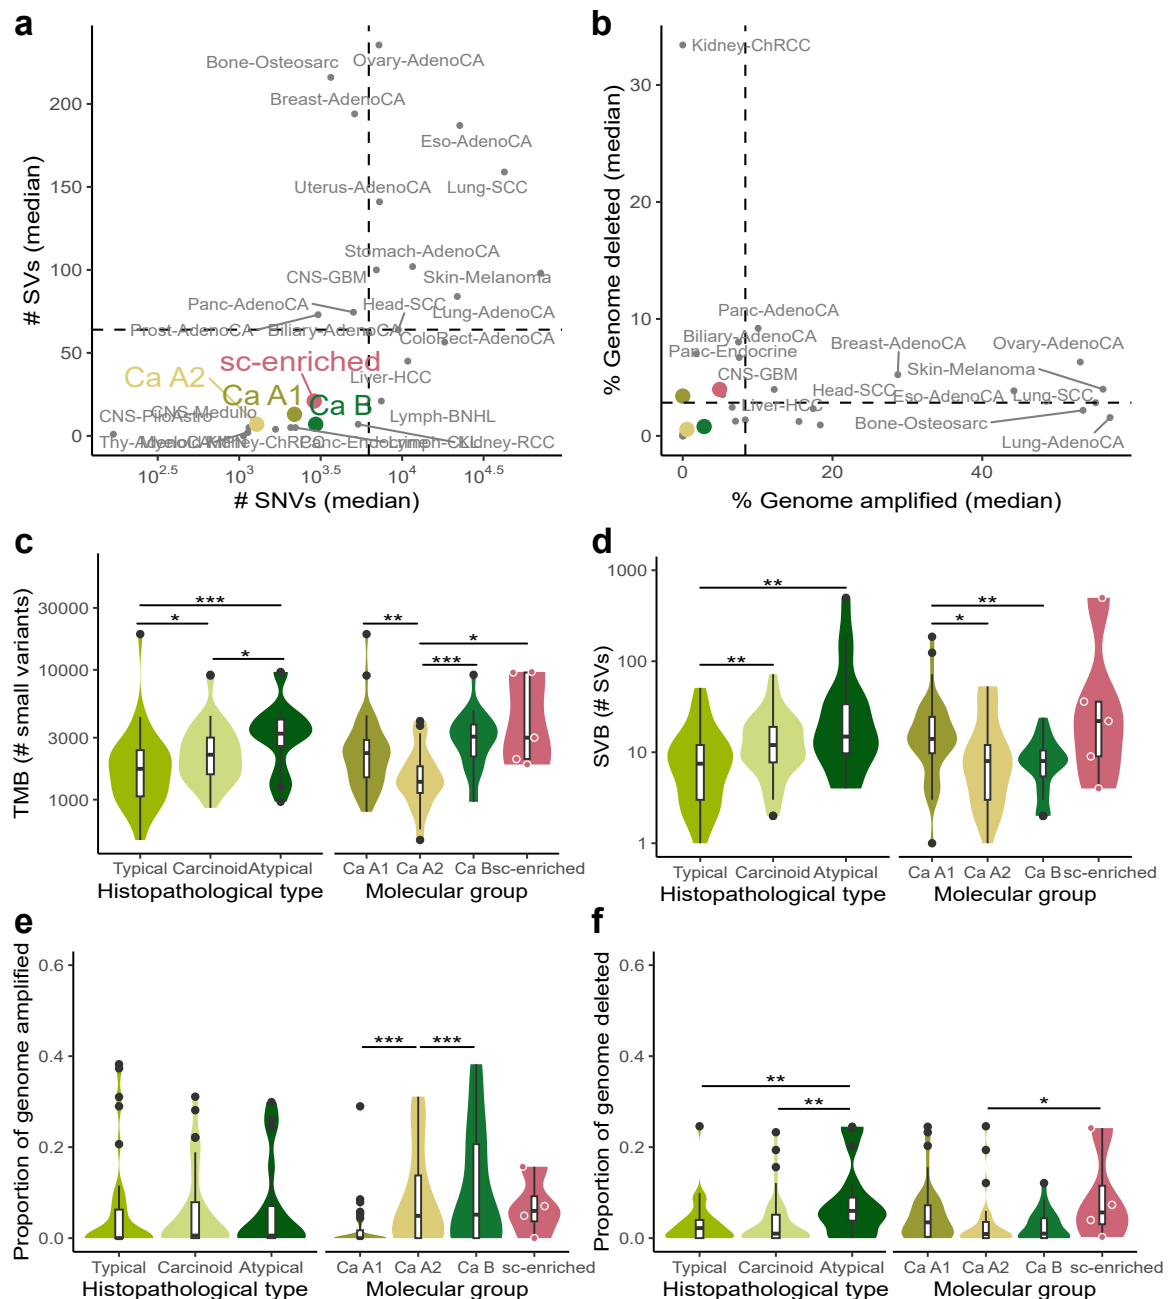 a
# SVs (median)
200
150
100
50
0
Bone-Osteosarc
Ovary-AdenoCA
Breast-AdenoCA
Eso-AdenoCA
Uterus-AdenoCA
Lung-SCC
Stomach-AdenoCA
CNS-GBM
Skin-Melanoma
Panc-AdenoCA
Head-SCC
Lung-AdenoCA
Prost-AdenoCA
Biliary-AdenoCA
ColoRect-AdenoCA
sc-enriched
Ca A2
Liver-HCC
Ca A1
Ca B
CNS-PiloAstro
CNS-Medullo
Lymph-BNHL
Thy-AdenoCA
Kidney-ChRCC
Panc-Endocrine
Lymph-CLL
Kidney-RCC
10^2.5
10^3
10^3.5
10^4
10^4.5
# SNVs (median)
b
% Genome deleted (median)
30
20
10
0
Kidney-ChRCC
Panc-AdenoCA
Biliary-AdenoCA
Breast-AdenoCA
Ovary-AdenoCA
Panc-Endocrine
CNS-GBM
Skin-Melanoma
Head-SCC
Eso-AdenoCA
Lung-SCC
Liver-HCC
Bone-Osteosarc
Lung-AdenoCA
0
20
40
% Genome amplified (median)
c
TMB (# small variants)
30000
10000
3000
1000
***
*
*
**
*
***
Typical
Carcinoid
Atypical
Histopathological type
Ca A1
Ca A2
Ca B
sc-enriched
Molecular group
d
SVB (# SVs)
1000
100
10
1
**
**
**
*
Typical
Carcinoid
Atypical
Histopathological type
Ca A1
Ca A2
Ca B
sc-enriched
Molecular group
e
Proportion of genome amplified
0.6
0.4
0.2
0.0
***
***
Typical
Carcinoid
Atypical
Histopathological type
Ca A1
Ca A2
Ca B
sc-enriched
Molecular group
f
Proportion of genome deleted
0.6
0.4
0.2
0.0
**
**
*
Typical
Carcinoid
Atypical
Histopathological type
Ca A1
Ca A2
Ca B
sc-enriched
Molecular group